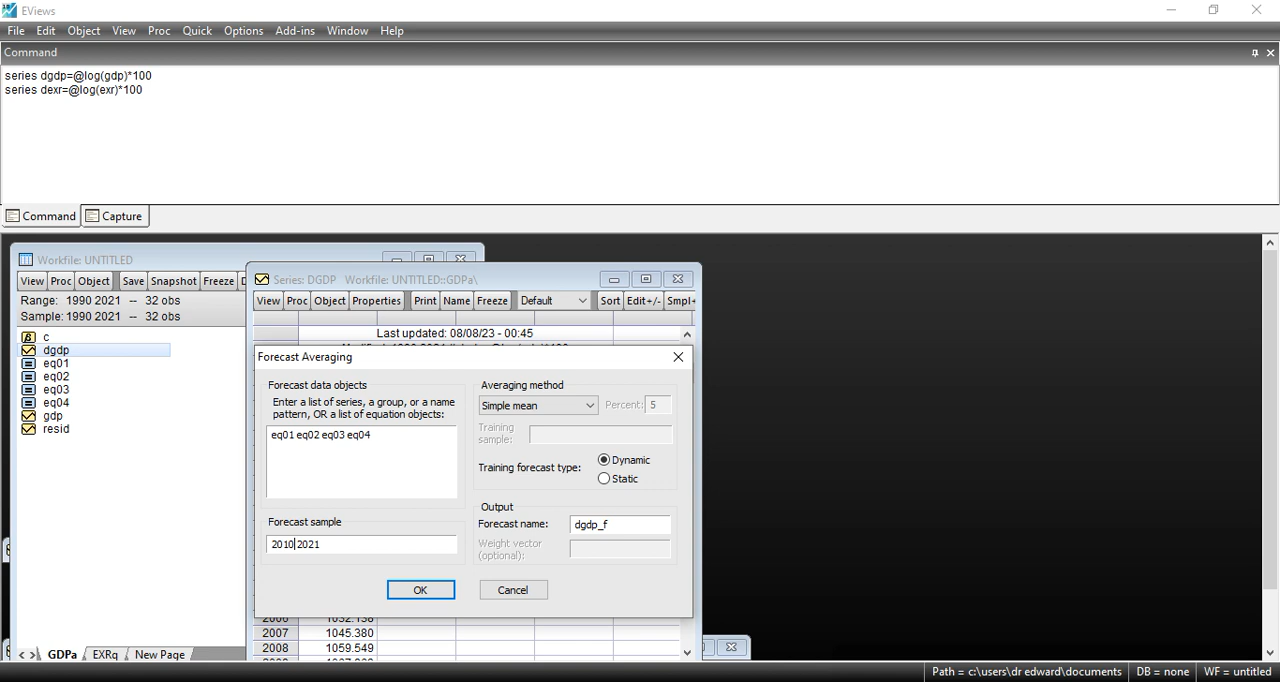 EViews
File Edit Object View Proc Quick Options Add-ins Window Help
Command
series dgdp=@log(gdp)*100
series dexr=@log(exr)*100
Command Capture
Workfile: UNTITLED
View Proc Object Save Snapshot Freeze
Range: 1990 2021 -- 32 obs
Sample: 1990 2021 -- 32 obs
c
dgdp
eq01
eq02
eq03
eq04
gdp
resid
GDPa EXRq New Page
Series: DGDP Workfile: UNTITLED::GDPa\
View Proc Object Properties Print Name Freeze Default Sort Edit+/- Smpl+
Last updated: 08/08/23 - 00:45
Forecast Averaging
Forecast data objects
Enter a list of series, a group, or a name
pattern, OR a list of equation objects:
eq01 eq02 eq03 eq04
Forecast sample
2010 2021
Averaging method
Simple mean Percent: 5
Training
sample:
Training forecast type: Dynamic
Static
Output
Forecast name: dgdp_f
Weight vector
(optional):
OK Cancel
2007 1045.380
2008 1059.549
Path = c:\users\dr edward\documents DB = none WF = untitled